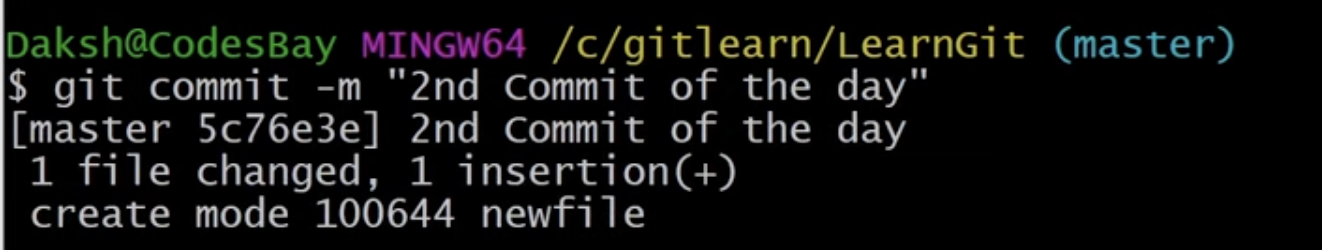 Daksh@CodesBay MINGW64 /c/gitlearn/LearnGit (master)
$ git commit -m "2nd Commit of the day"
[master 5c76e3e] 2nd Commit of the day
 1 file changed, 1 insertion(+)
 create mode 100644 newfile